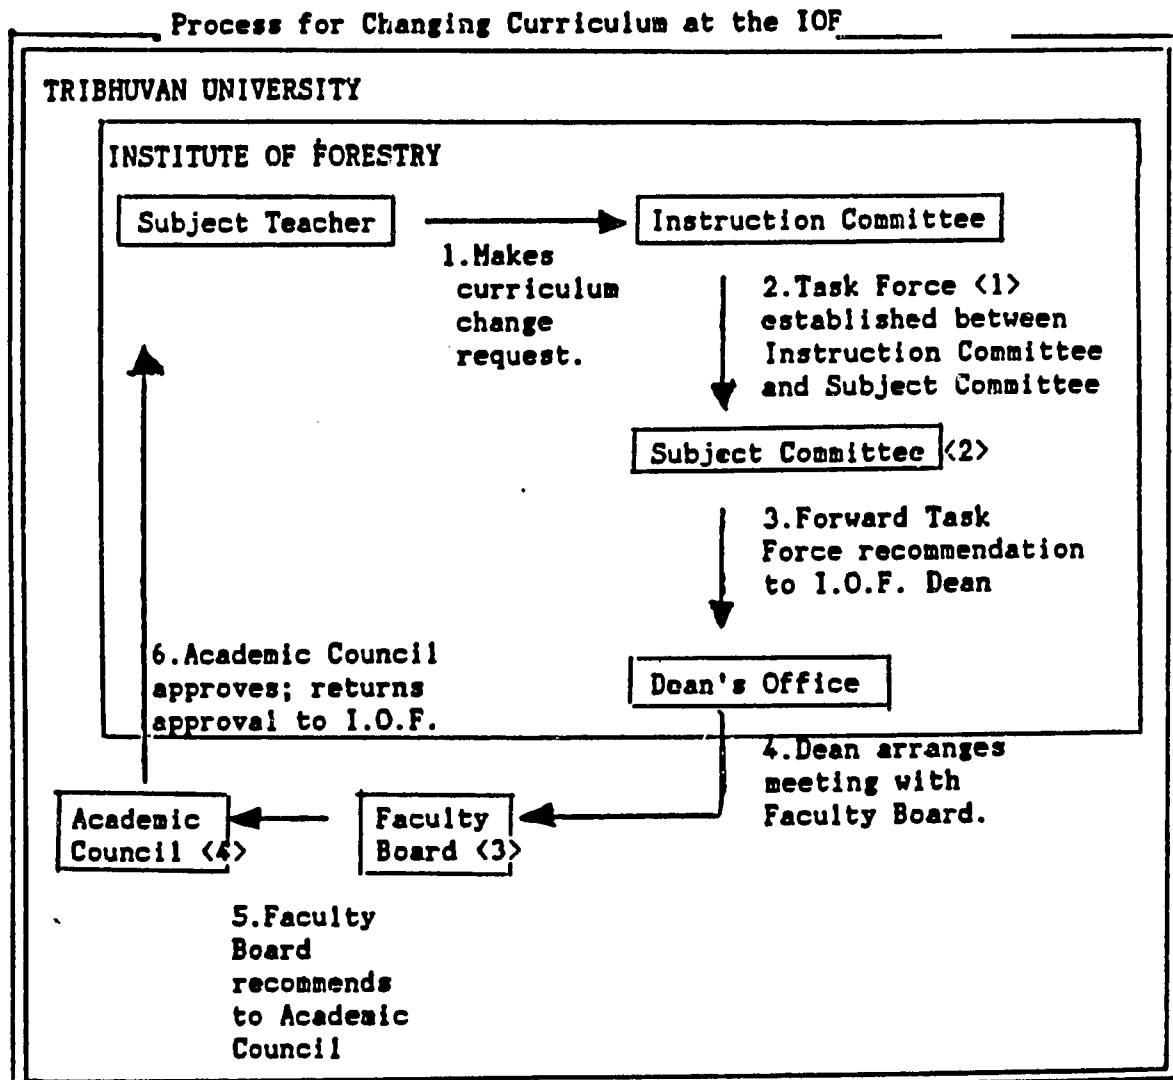 Process for Changing Curriculum at the IOF
TRIBHUVAN UNIVERSITY
INSTITUTE OF FORESTRY
Subject Teacher
Instruction Committee
1.Makes
curriculum
change
request.
2.Task Force <1>
established between
Instruction Committee
and Subject Committee
Subject Committee <2>
3.Forward Task
Force recommendation
to I.O.F. Dean
6.Academic Council
approves; returns
approval to I.O.F.
Dean's Office
4.Dean arranges
meeting with
Faculty Board.
Academic
Council <4>
Faculty
Board <3>
5.Faculty
Board
recommends
to Academic
Council